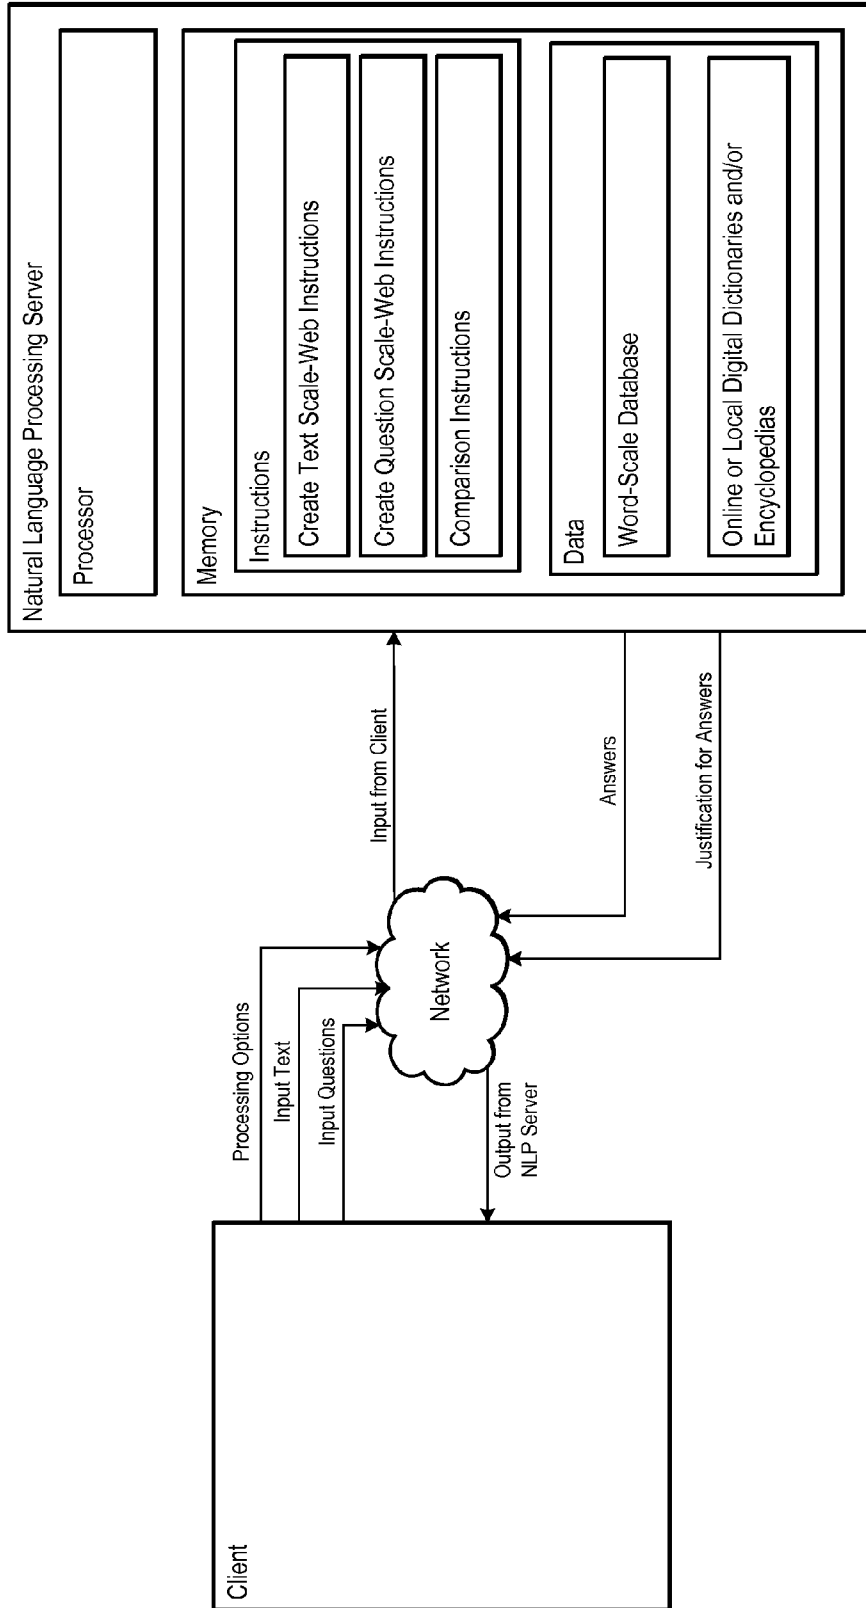 Client
Processing Options
Input Text
Input Questions
Output from
NLP Server
Network
Input from Client
Answers
Justification for Answers
Natural Language Processing Server
Processor
Memory
Instructions
Create Text Scale-Web Instructions
Create Question Scale-Web Instructions
Comparison Instructions
Data
Word-Scale Database
Online or Local Digital Dictionaries and/or
Encyclopedias